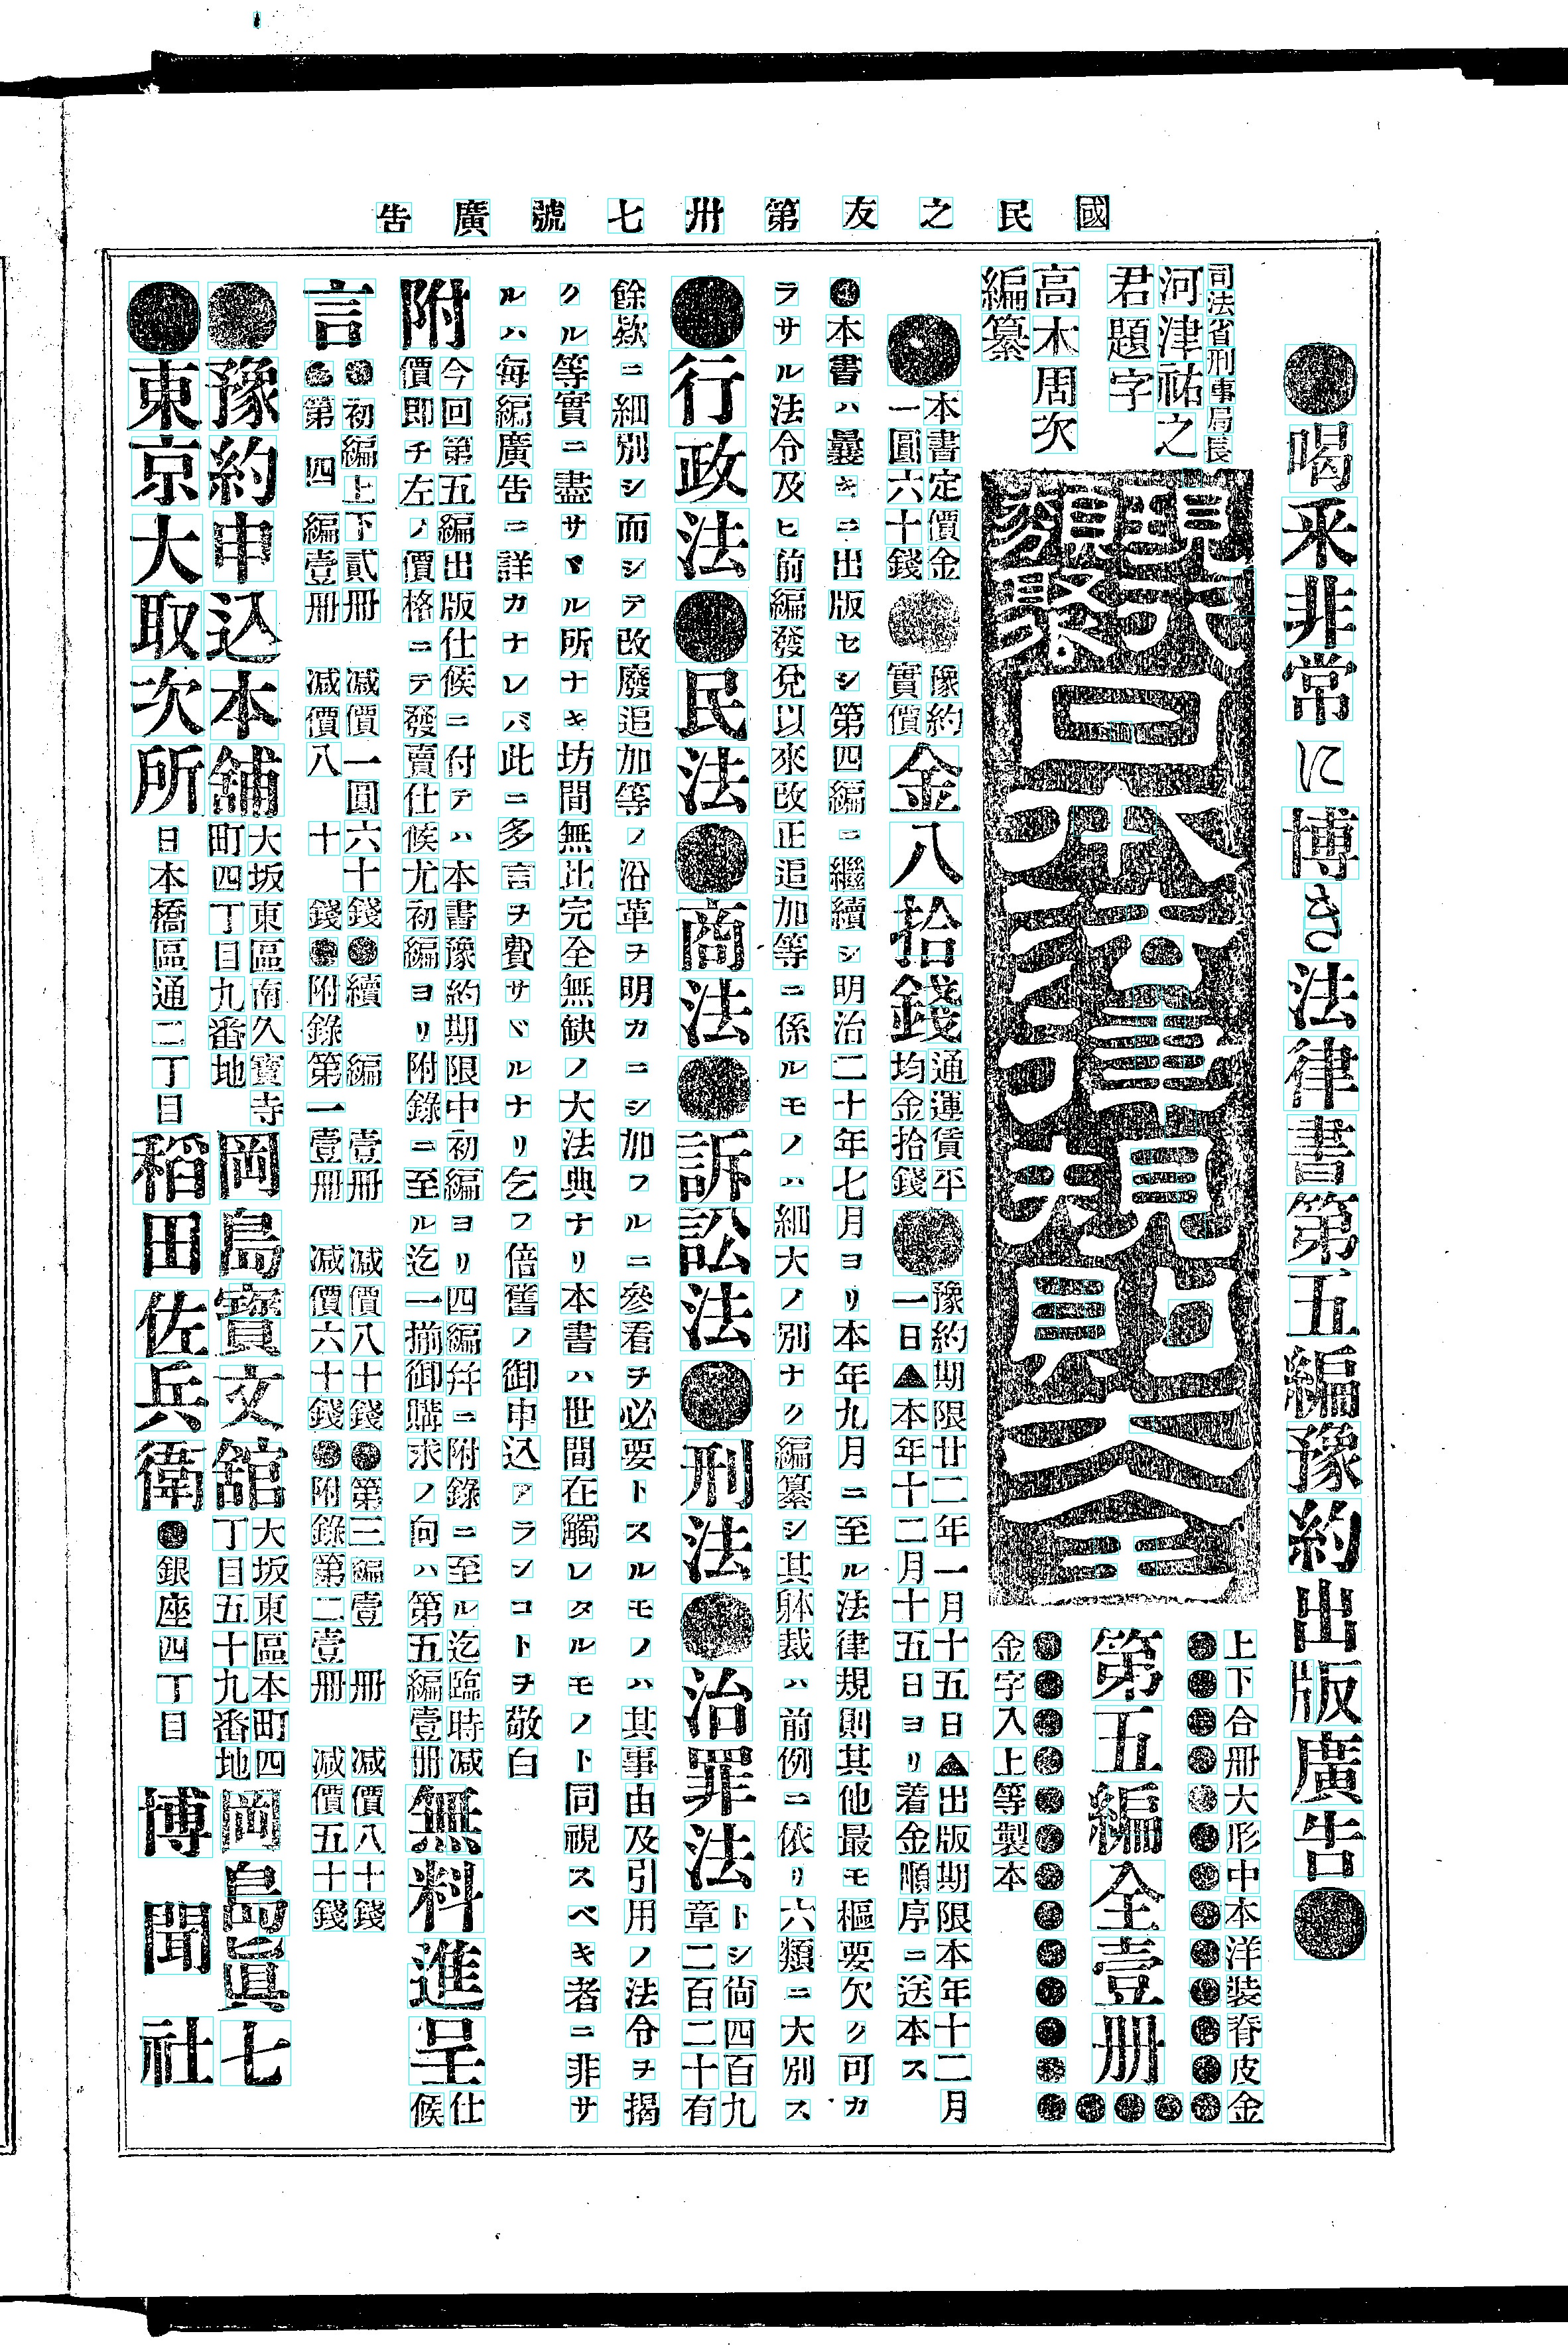 國民之友第卅七號廣告
●喝釆非常に博き法律書第五編豫約出版廣告●
司法省刑事局長
河津祐之
君題字
高木周次
編纂
現行類聚日本法律規則大全
第五編全壹册
上下合册大形中本洋装脊皮金
金字入上等製本
●本書定價金一圓六十錢●豫約實價金八拾錢通運賃平均金拾錢●豫約期限廿二年一月十五日▲出版期限本年十二月一日▲本年十二月十五日ヨリ着金順序ニ送本ス
●本書ハ曩キニ出版セシ第四編ニ繼續シ明治二十年七月ヨリ本年九月ニ至ル法律規則其他最モ樞要欠ク可カ
ラサル法令及ヒ前編發兌以來改正追加等ニ係ルモノハ細大ノ別ナク編纂シ其躰裁ハ前例ニ依リ六類ニ大別ス
●行政法●民法●商法●訴訟法●刑法●治罪法トシ尙四百九章二百二十有
餘欵ニ細別シ而シテ改廢追加等ノ沿革ヲ明カニシ加フルニ參看ヲ必要トスルモノハ其事由及引用ノ法令ヲ揭
クル等實ニ盡サヾル所ナキ坊間無比完全無缺ノ大法典ナリ本書ハ世間在觸レタルモノト同視スベキ者ニ非サ
ルハ每編廣告ニ詳カナレバ此ニ多言ヲ費サヾルナリ乞フ倍舊ノ御申込アランコトヲ敬白
附
今回第五編出版仕候ニ付テハ本書豫約期限中初編ヨリ四編幷ニ附錄ニ至ル迄臨時減
價即チ左ノ價格ニテ發賣仕候尤初編ヨリ附錄ニ至ル迄一揃御購求ノ向ハ第五編壹册無料進呈仕候
言
●初編上下貳册 减價一圓六十錢●續編壹册 减價八十錢●第三編壹册 减價八十錢
●第四編壹册 减價八十錢●附錄第一壹册 减價六十錢●附錄第二壹册 减價五十錢
●豫約申込本舖大坂東區南久寶寺町四丁目九番地岡島寶文舘大坂東區本町四丁目五十九番地岡島眞七
●東京大取次所日本橋區通二丁目稻田佐兵衛●銀座四丁目博聞社